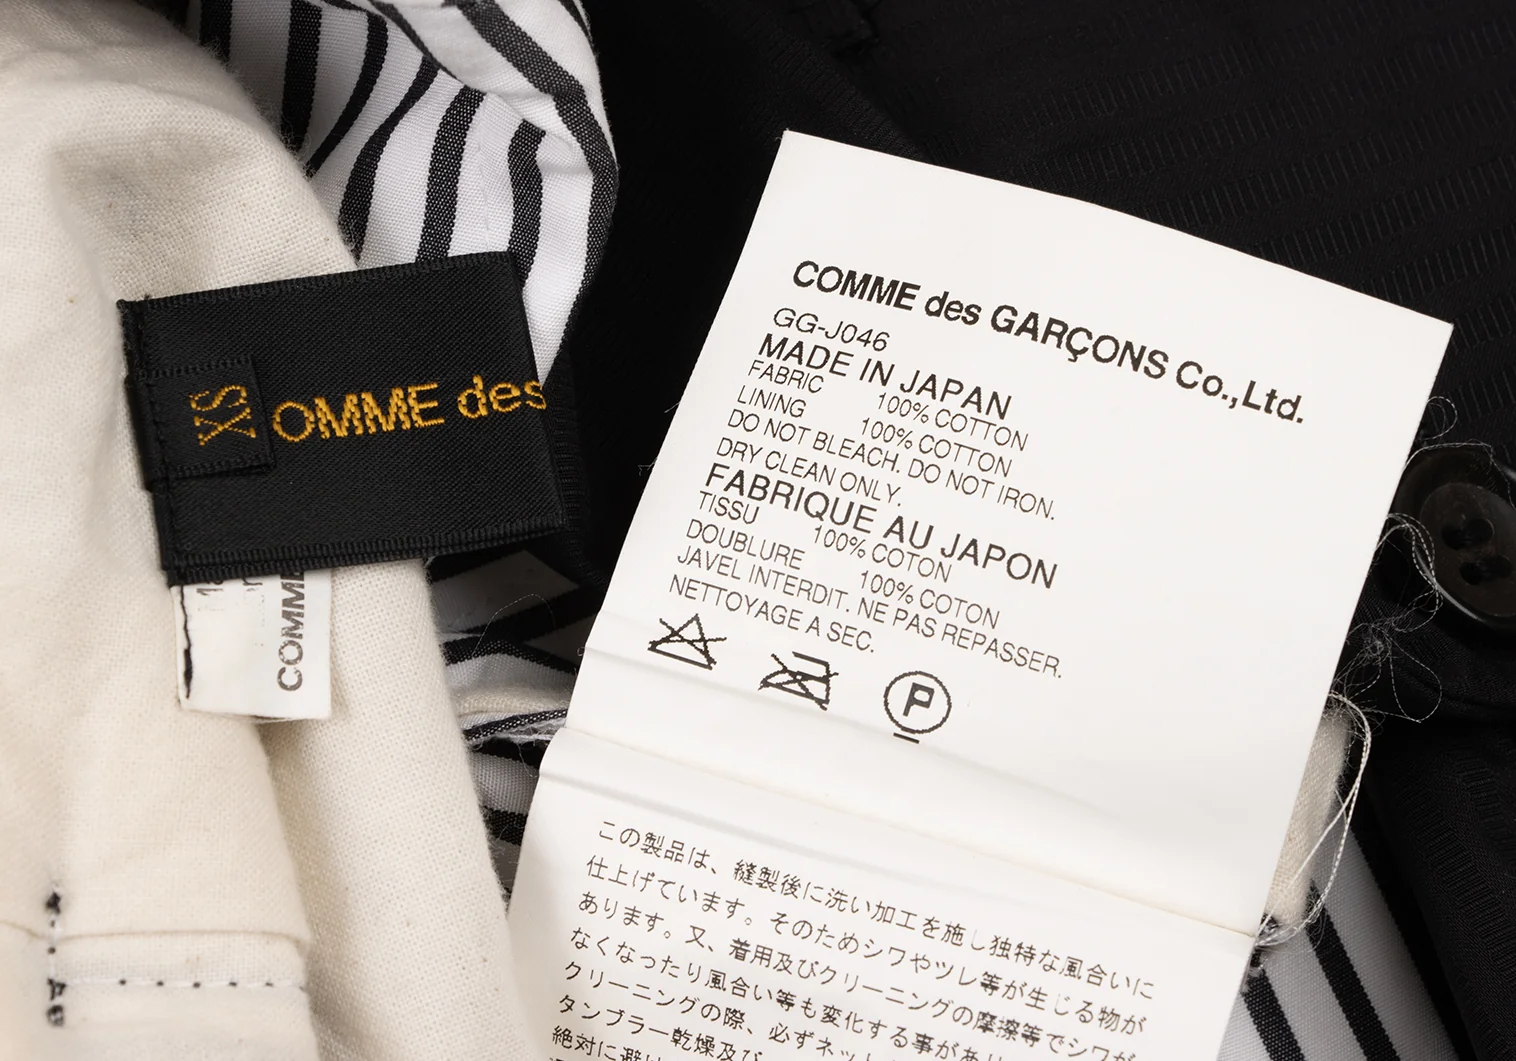 XS
OMME des
COMME
COMME des GARÇONS Co.,Ltd.
GG-J046
MADE IN JAPAN
FABRIC 100% COTTON
LINING 100% COTTON
DO NOT BLEACH. DO NOT IRON.
DRY CLEAN ONLY.
FABRIQUE AU JAPON
TISSU 100% COTON
DOUBLURE 100% COTON
JAVEL INTERDIT. NE PAS REPASSER.
NETTOYAGE A SEC.
P
この製品は、縫製後に洗い加工を施し独特な風合いに
仕上げています。そのためシワやツレ等が生じる物が
あります。又、着用及びクリーニングの摩擦等でシワが
なくなったり風合い等も変化する事があり
クリーニングの際、必ずネット
タンブラー乾燥及び
絶対に避け